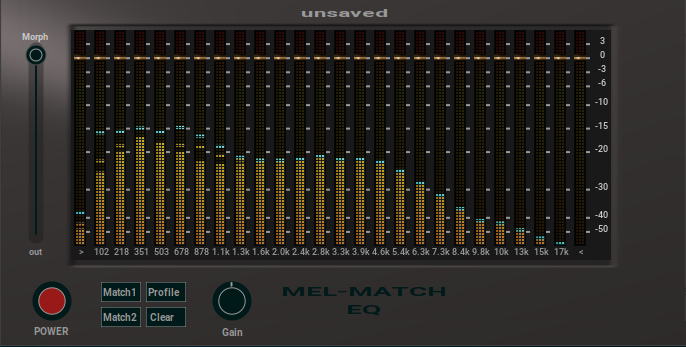 unsaved
Morph
3
0
-3
-6
-10
-15
-20
-30
-40
-50
out
> 102 218 351 503 678 878 1.1k 1.3k 1.6k 2.0k 2.4k 2.8k 3.3k 3.9k 4.6k 5.4k 6.3k 7.3k 8.4k 9.8k 10k 13k 15k 17k <
Match1 Profile
MEL-MATCH
EQ
Match2 Clear
POWER
Gain